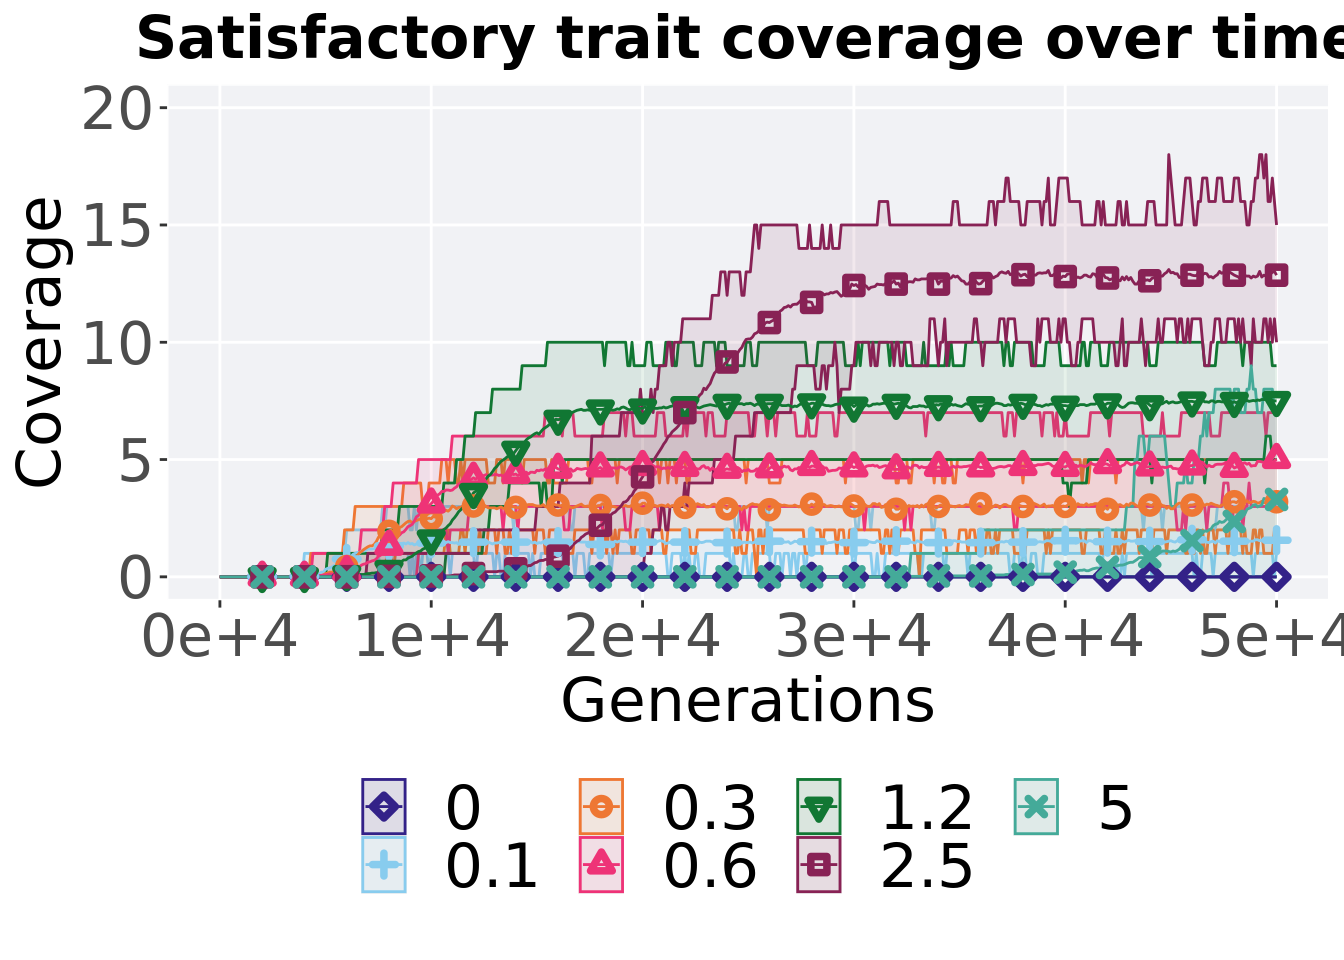 Satisfactory trait coverage over time
20
15
10
5
0
Coverage
0e+4 1e+4 2e+4 3e+4 4e+4 5e+4
Generations
0 0.3 1.2 5
0.1 0.6 2.5